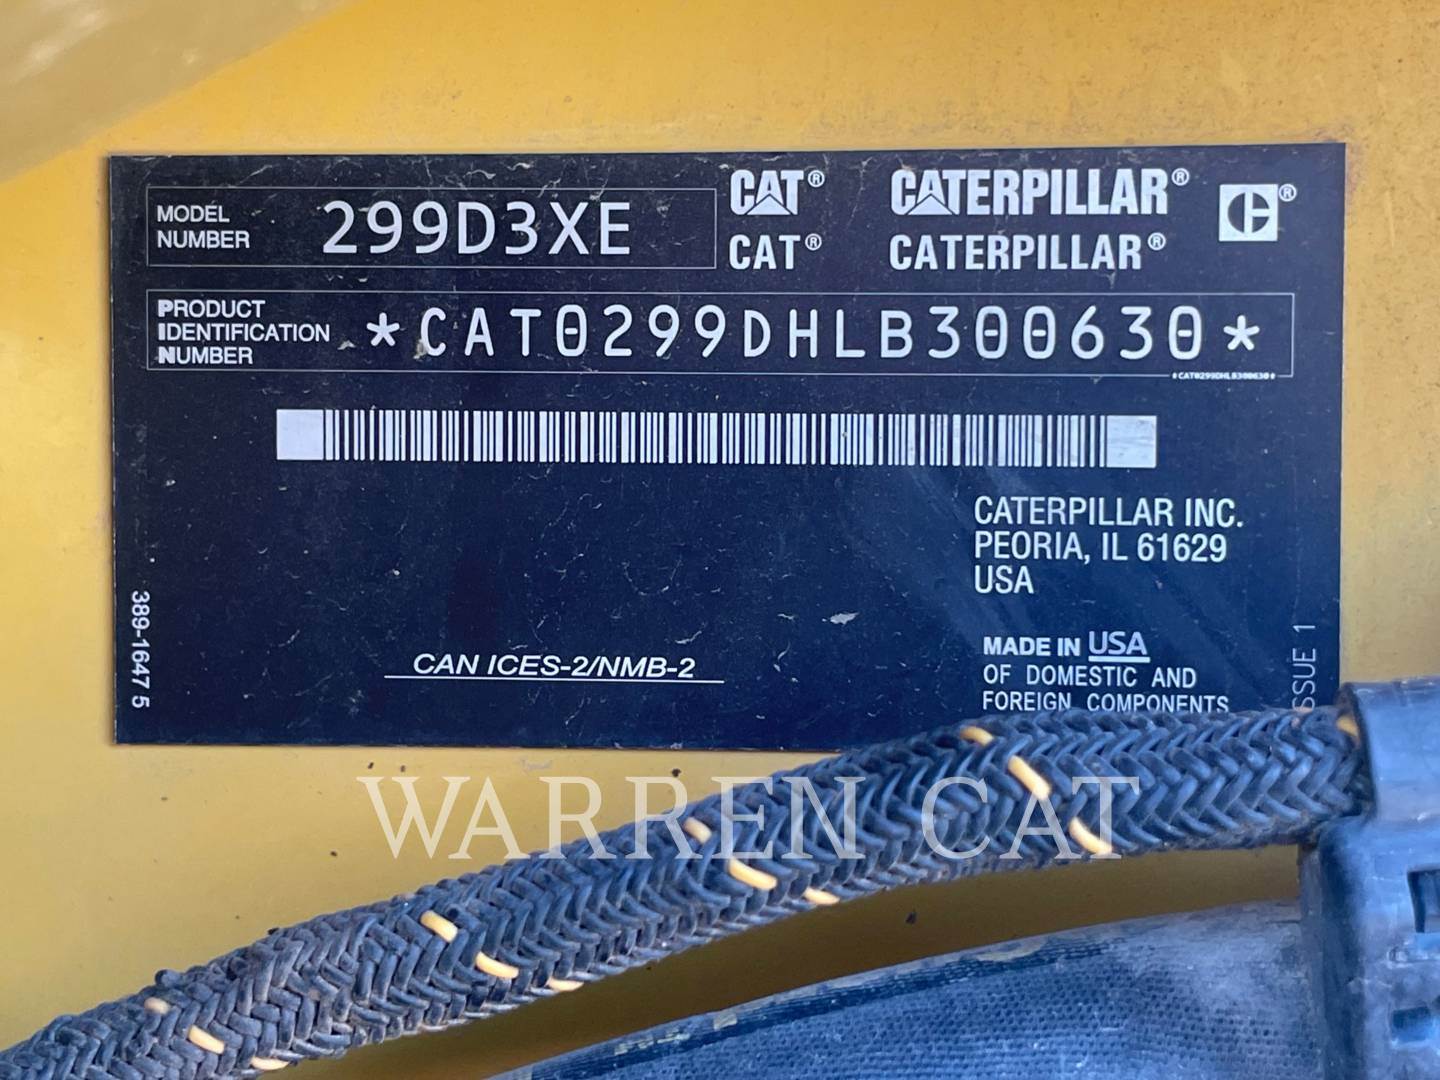 MODEL NUMBER 299D3XE
CAT® CATERPILLAR® C®
CAT® CATERPILLAR®
PRODUCT IDENTIFICATION NUMBER *CAT0299DHLB300630*
*CAT0299DHLB300630*
CATERPILLAR INC.
PEORIA, IL 61629
USA
389-1647 5
CAN ICES-2/NMB-2
MADE IN USA
OF DOMESTIC AND
FOREIGN COMPONENTS
ISSUE 1
WARREN CAT